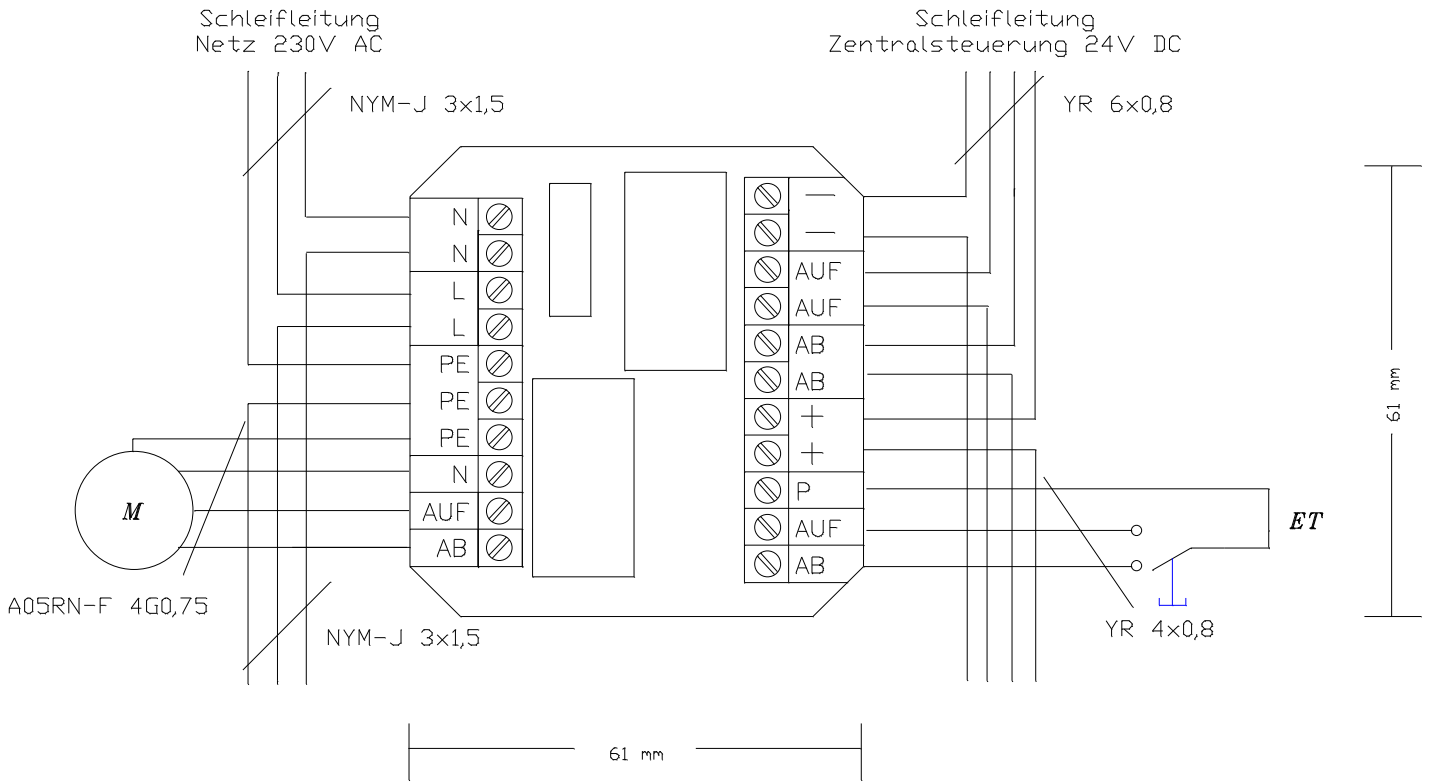 Schleifleitung
Netz 230V AC
Schleifleitung
Zentralsteuerung 24V DC
NYM-J 3x1,5
YR 6x0,8
N
N
L
L
PE
PE
PE
N
AUF
AB
—
—
AUF
AUF
AB
AB
+
+
P
AUF
AB
M
ET
61 mm
A05RN-F 4G0,75
NYM-J 3x1,5
YR 4x0,8
61 mm